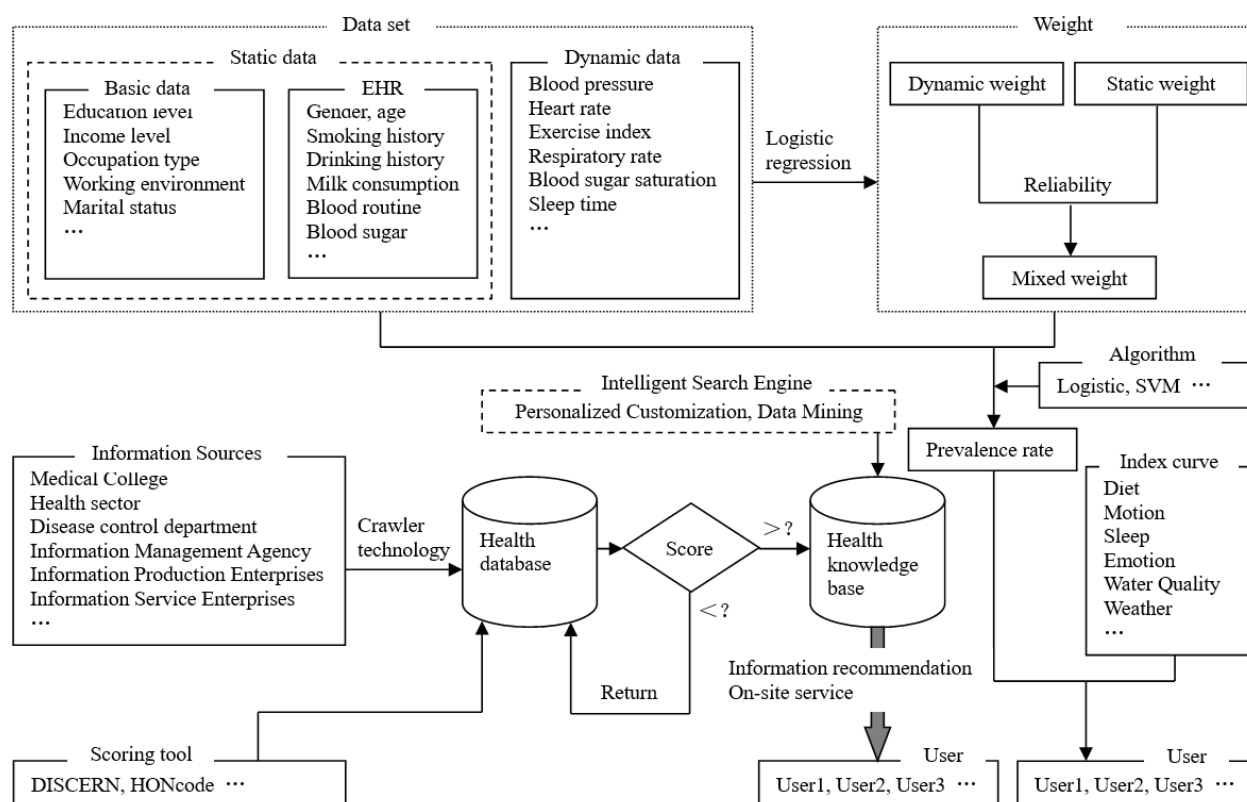 Data set
Static data
Basic data
Education level
Income level
Occupation type
Working environment
Marital status
…
EHR
Gender, age
Smoking history
Drinking history
Milk consumption
Blood routine
Blood sugar
…
Dynamic data
Blood pressure
Heart rate
Exercise index
Respiratory rate
Blood sugar saturation
Sleep time
…
Logistic
regression
Weight
Dynamic weight
Static weight
Reliability
Mixed weight
Algorithm
Logistic, SVM …
Intelligent Search Engine
Personalized Customization, Data Mining
Prevalence rate
Information Sources
Medical College
Health sector
Disease control department
Information Management Agency
Information Production Enterprises
Information Service Enterprises
…
Crawler
technology
Health
database
Score
>?
<?
Return
Health
knowledge
base
Index curve
Diet
Motion
Sleep
Emotion
Water Quality
Weather
…
Information recommendation
On-site service
Scoring tool
DISCERN, HONcode …
User
User1, User2, User3 …
User
User1, User2, User3 …